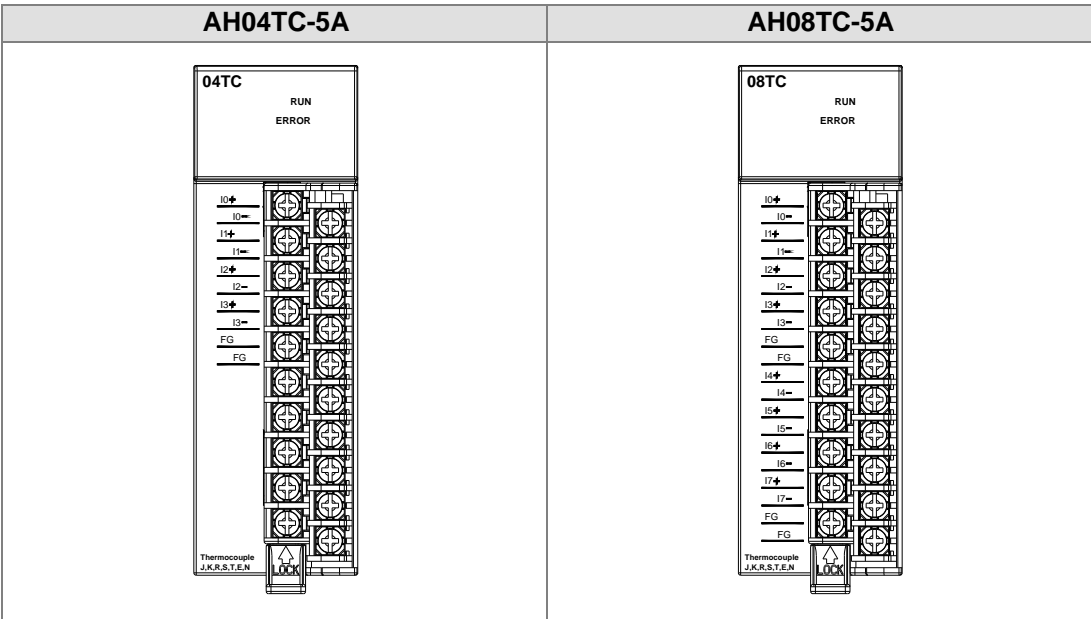 AH04TC-5A
AH08TC-5A
04TC
RUN
ERROR
I0+
I0-
I1+
I1-
I2+
I2-
I3+
I3-
FG
FG
Thermocouple
J,K,R,S,T,E,N
LOCK
08TC
RUN
ERROR
I0+
I0-
I1+
I1-
I2+
I2-
I3+
I3-
FG
FG
I4+
I4-
I5+
I5-
I6+
I6-
I7+
I7-
FG
FG
Thermocouple
J,K,R,S,T,E,N
LOCK